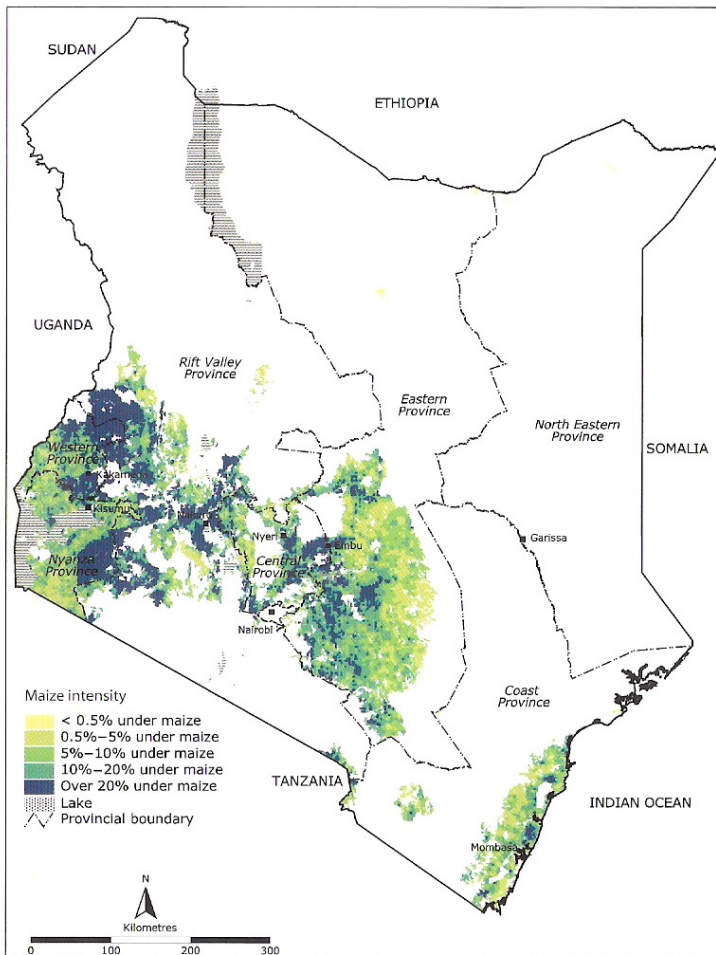 SUDAN
ETHIOPIA
UGANDA
Rift Valley
Province
Eastern
Province
North Eastern
Province
SOMALIA
Western
Province
Kakamega
Kisumu
Nakuru
Nyeri
Embu
Garissa
Nyanza
Province
Central
Province
Nairobi
Coast
Province
Maize intensity
< 0.5% under maize
0.5%–5% under maize
5%–10% under maize
10%–20% under maize
Over 20% under maize
Lake
Provincial boundary
TANZANIA
INDIAN OCEAN
Mombasa
N
Kilometres
0 100 200 300